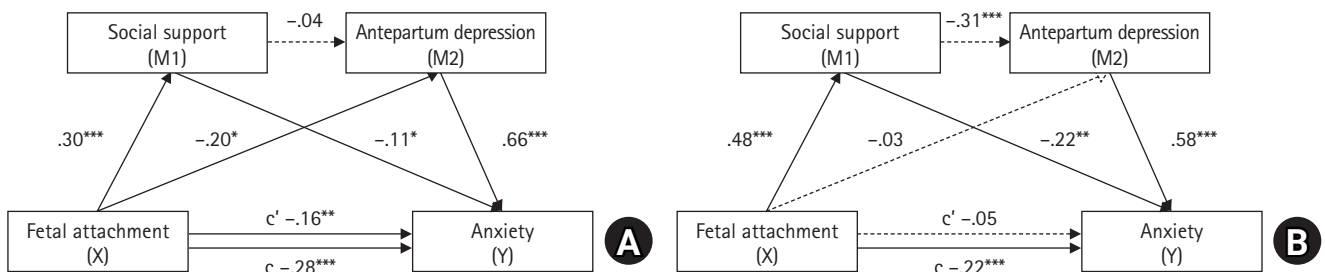 Social support
(M1)
–.04
Antepartum depression
(M2)
.30***
–.20*
–.11*
.66***
Fetal attachment
(X)
c' –.16**
c –.28***
Anxiety
(Y)
A
Social support
(M1)
–.31***
Antepartum depression
(M2)
.48***
–.03
–.22**
.58***
Fetal attachment
(X)
c' –.05
c –.22***
Anxiety
(Y)
B